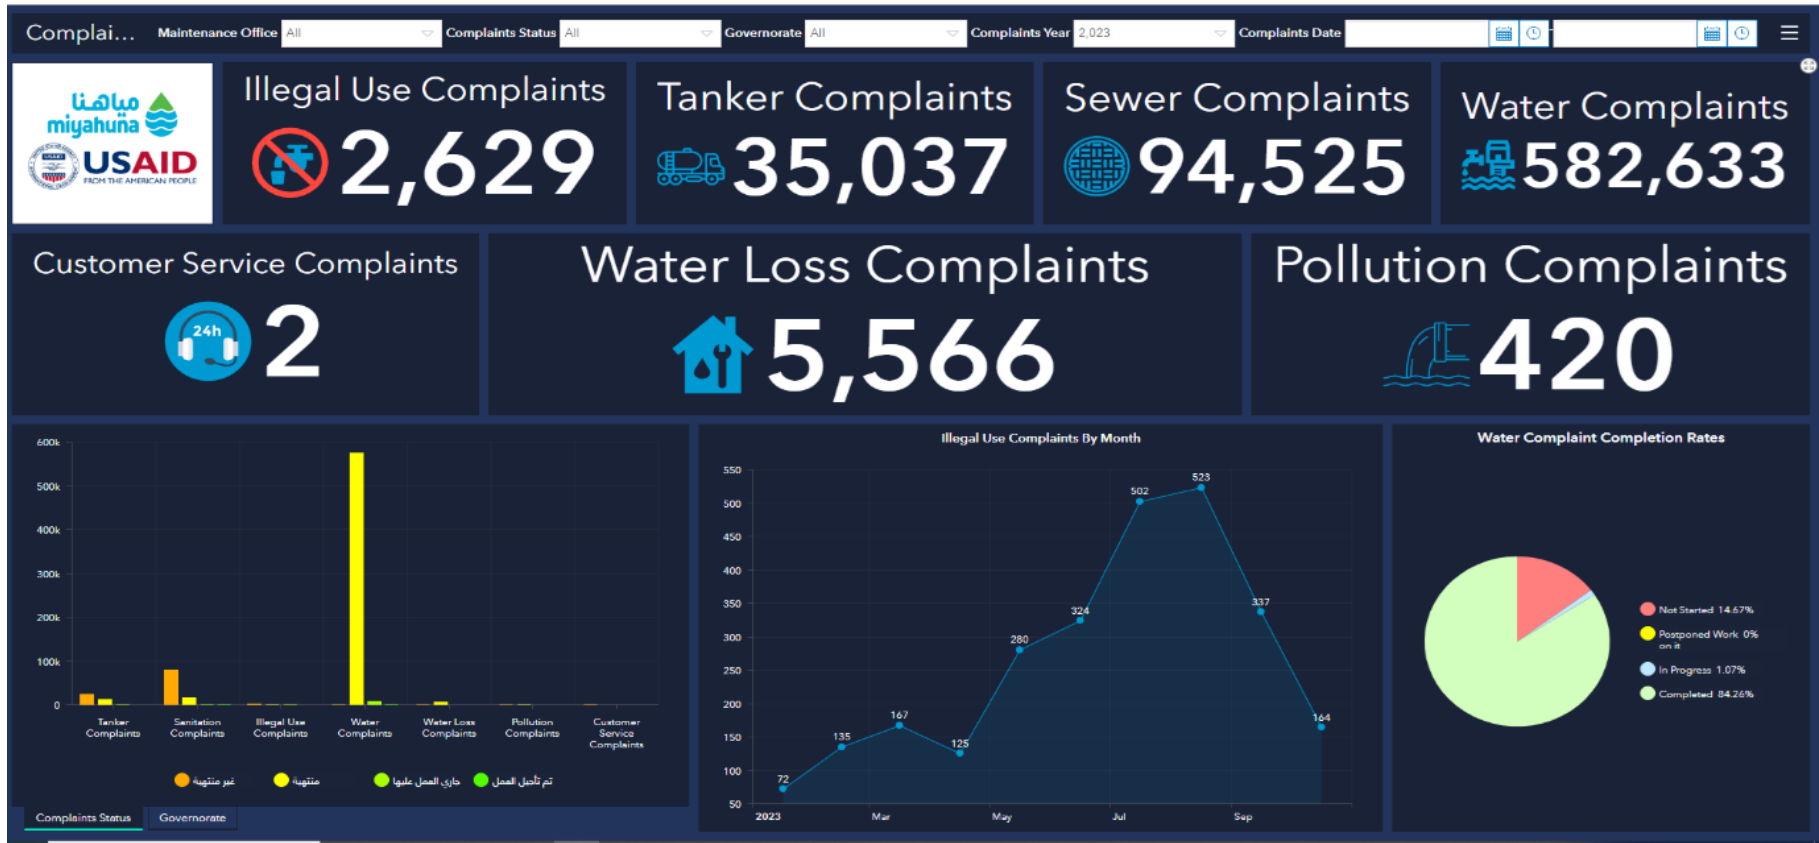 Complai...
Maintenance Office All
Complaints Status All
Governorate All
Complaints Year 2,023
Complaints Date
مياهنا
miyahuna
USAID
FROM THE AMERICAN PEOPLE
Illegal Use Complaints
2,629
Tanker Complaints
35,037
Sewer Complaints
94,525
Water Complaints
582,633
Customer Service Complaints
24h
2
Water Loss Complaints
5,566
Pollution Complaints
420
600k
500k
400k
300k
200k
100k
0
Tanker Complaints
Sanitation Complaints
Illegal Use Complaints
Water Complaints
Water Loss Complaints
Pollution Complaints
Customer Service Complaints
غير منتهية
منتهية
جاري العمل عليها
تم تأجيل العمل
Complaints Status
Governorate
Illegal Use Complaints By Month
550
500
450
400
350
300
250
200
150
100
50
72
135
167
125
280
324
502
523
337
164
2023
Mar
May
Jul
Sep
Water Complaint Completion Rates
Not Started 14.67%
Postponed Work 0%
on it
In Progress 1.07%
Completed 84.26%